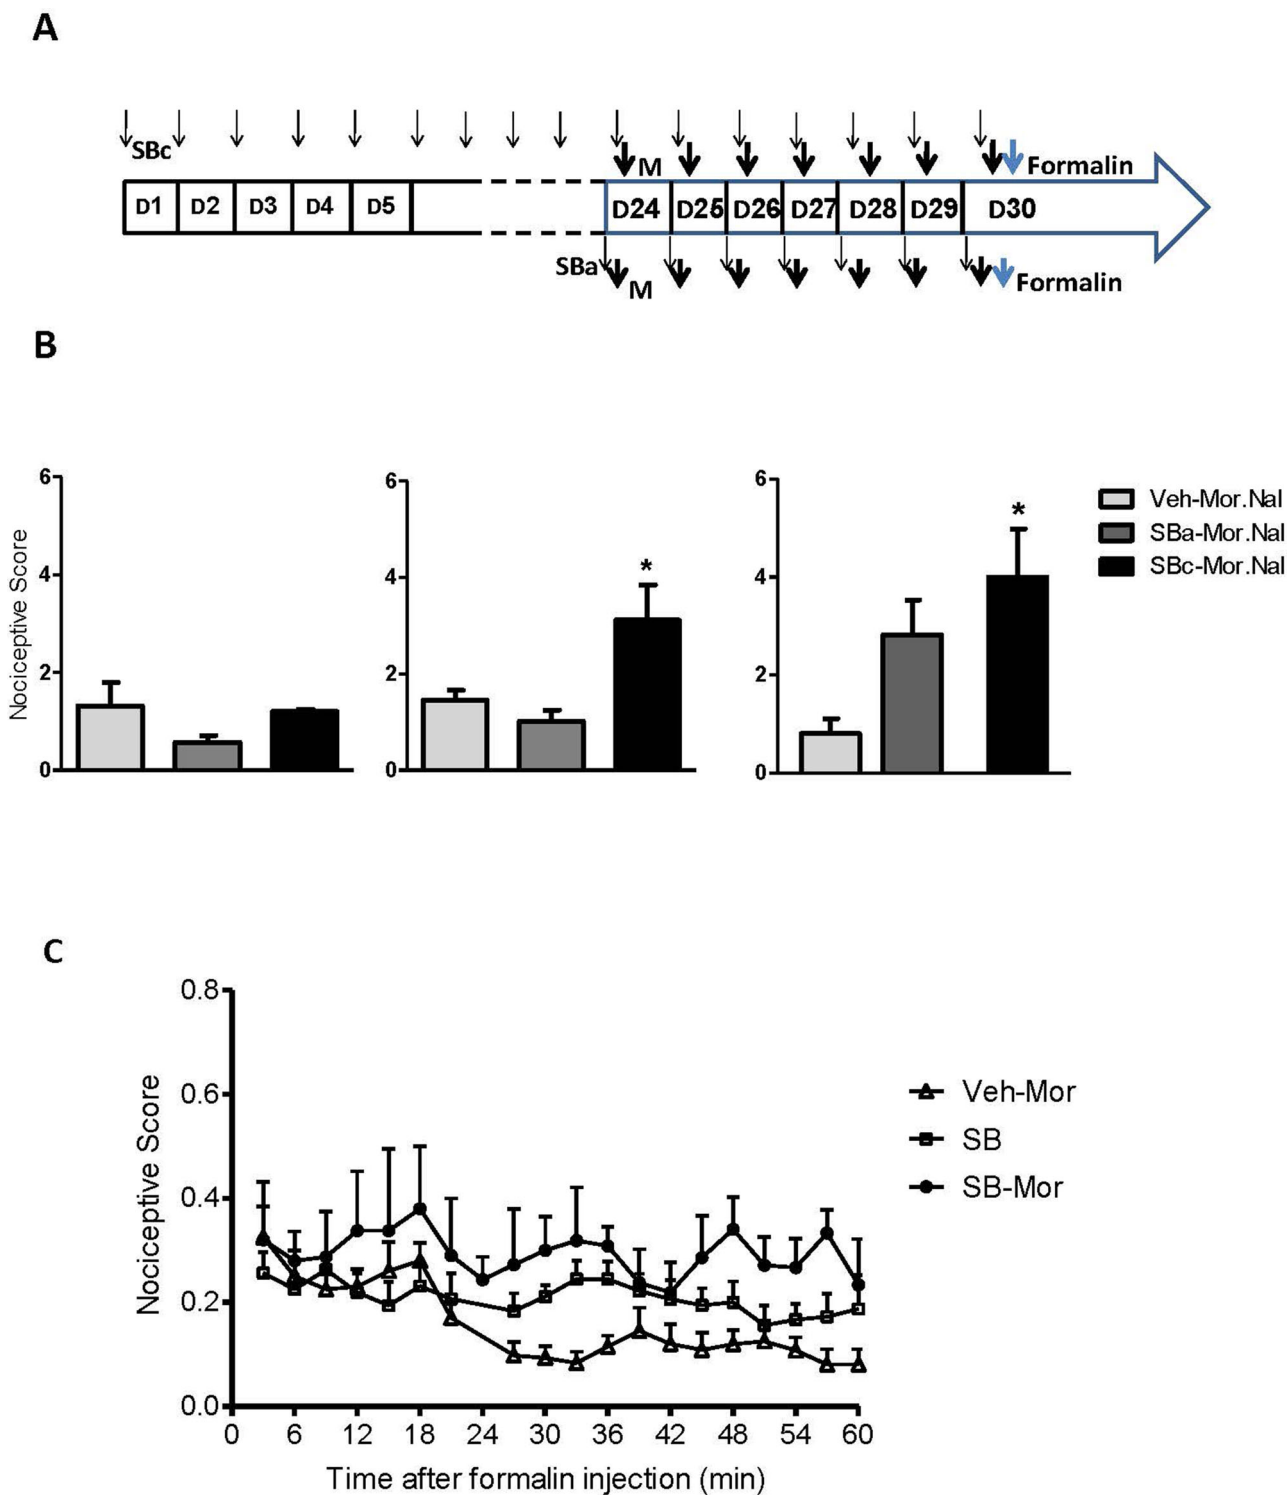 A
SBc
M
Formalin
D1 D2 D3 D4 D5 D24 D25 D26 D27 D28 D29 D30
SBa
M
Formalin
B
Nociceptive Score
6
4
2
0
6
4
2
0
*
6
4
2
0
*
Veh-Mor.Nal
SBa-Mor.Nal
SBc-Mor.Nal
C
Nociceptive Score
0.8
0.6
0.4
0.2
0.0
0 6 12 18 24 30 36 42 48 54 60
Time after formalin injection (min)
Veh-Mor
SB
SB-Mor